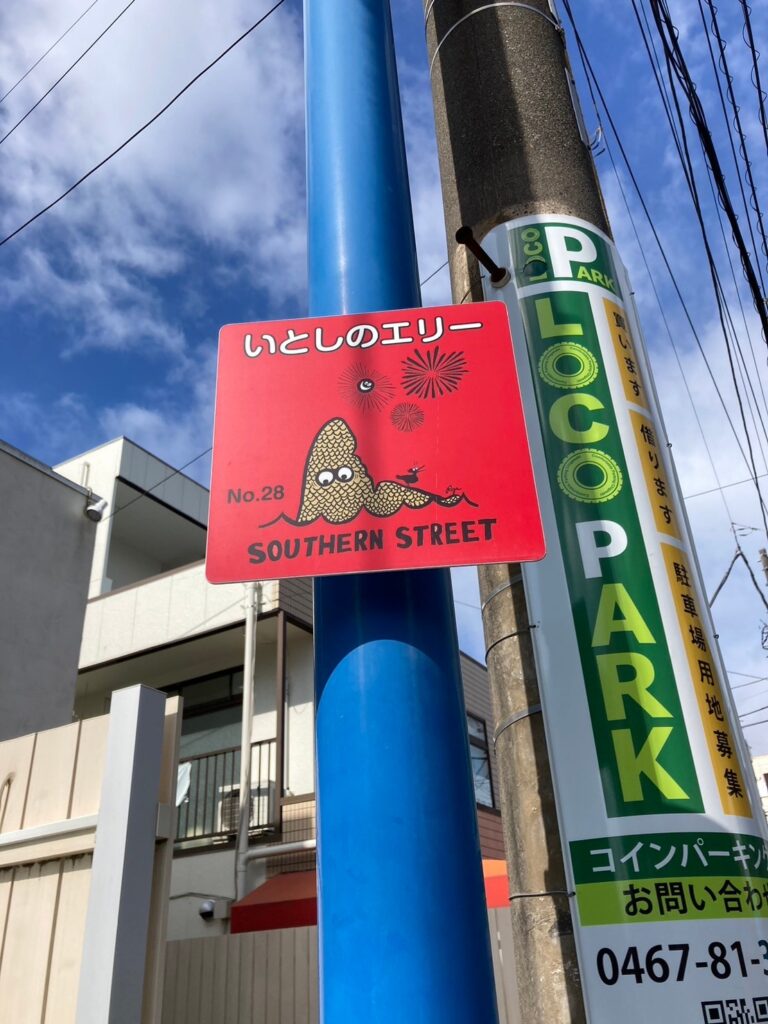 いとしのエリー
No.28
SOUTHERN STREET
LOCO PARK
LOCO PARK
買います
借ります
駐車場用地募集
コインパーキン
お問い合わ
0467-81-